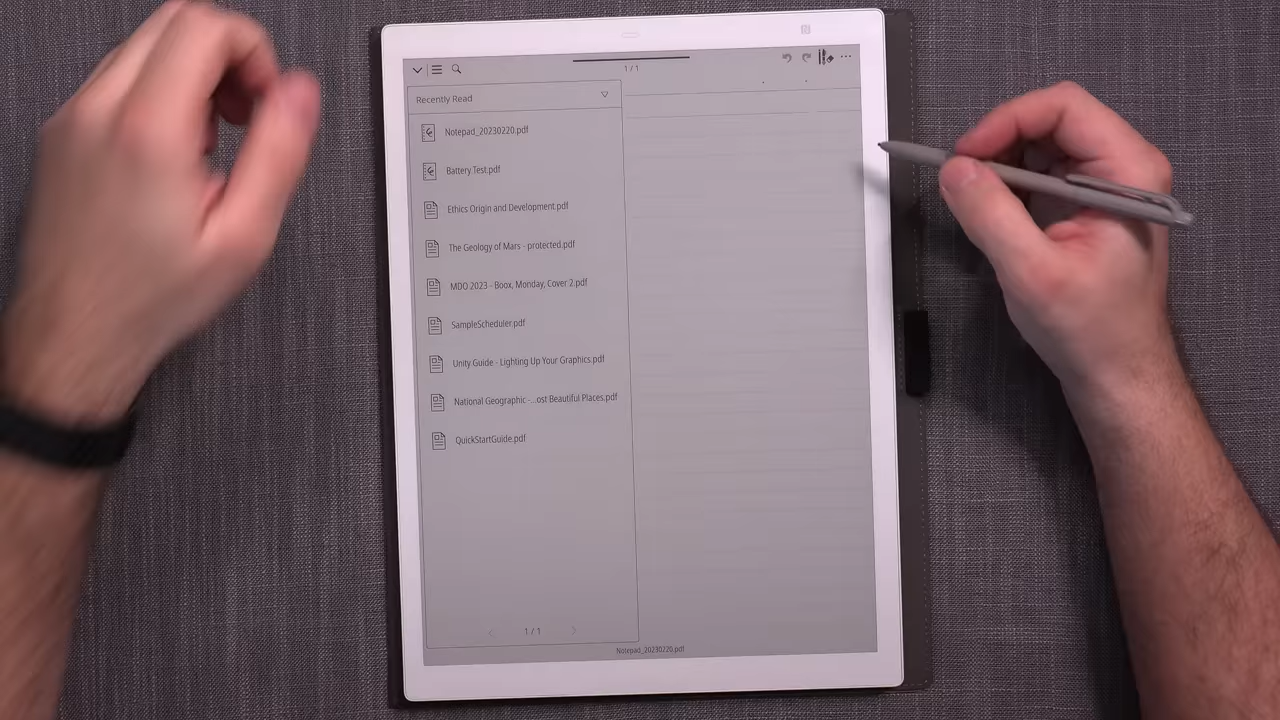 1 / 1
Recently Read
Notepad_20230220.pdf
Battery Test.pdf
Ethics Origin and Development.pdf
The Geology of Mars - protected.pdf
MDO 2023 - Boox, Monday, Cover 2.pdf
SampleScheduler.pdf
Unity Guide - Lighting Up Your Graphics.pdf
National Geographic -...ost Beautiful Places.pdf
QuickStartGuide.pdf
1 / 1
Notepad_20230220.pdf